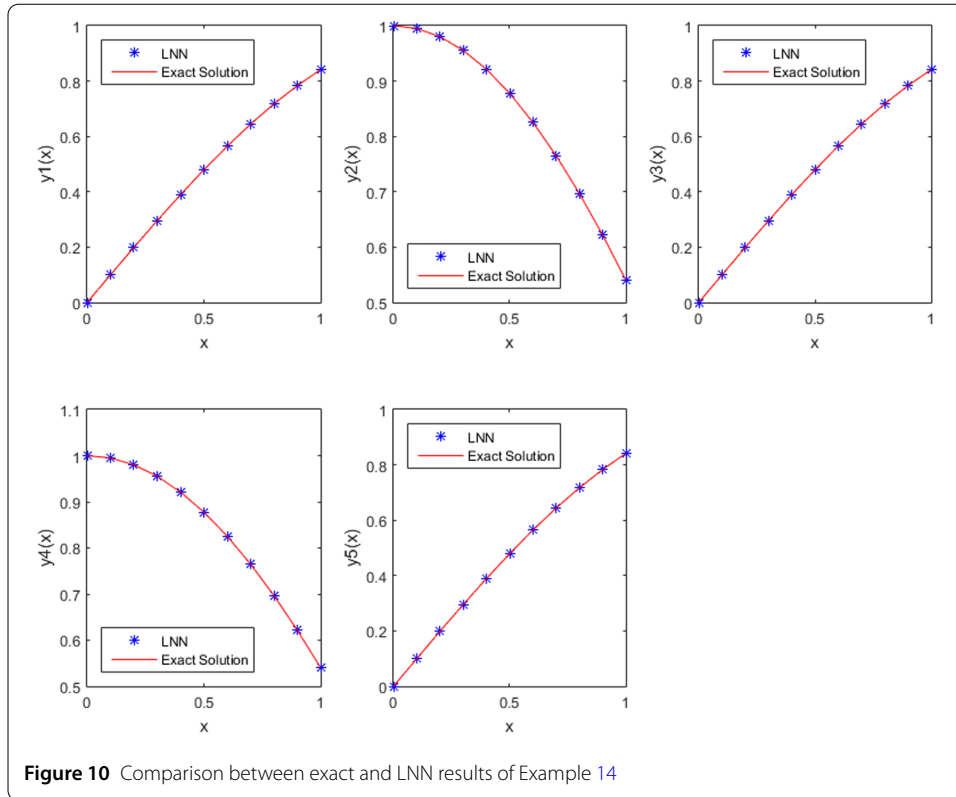 1
0.8
0.6
0.4
0.2
0
0 0.5 1
x
y1(x)
LNN
Exact Solution
1
0.9
0.8
0.7
0.6
0.5
0 0.5 1
x
y2(x)
LNN
Exact Solution
1
0.8
0.6
0.4
0.2
0
0 0.5 1
x
y3(x)
LNN
Exact Solution
1.1
1
0.9
0.8
0.7
0.6
0.5
0 0.5 1
x
y4(x)
LNN
Exact Solution
1
0.8
0.6
0.4
0.2
0
0 0.5 1
x
y5(x)
LNN
Exact Solution
Figure 10 Comparison between exact and LNN results of Example 14